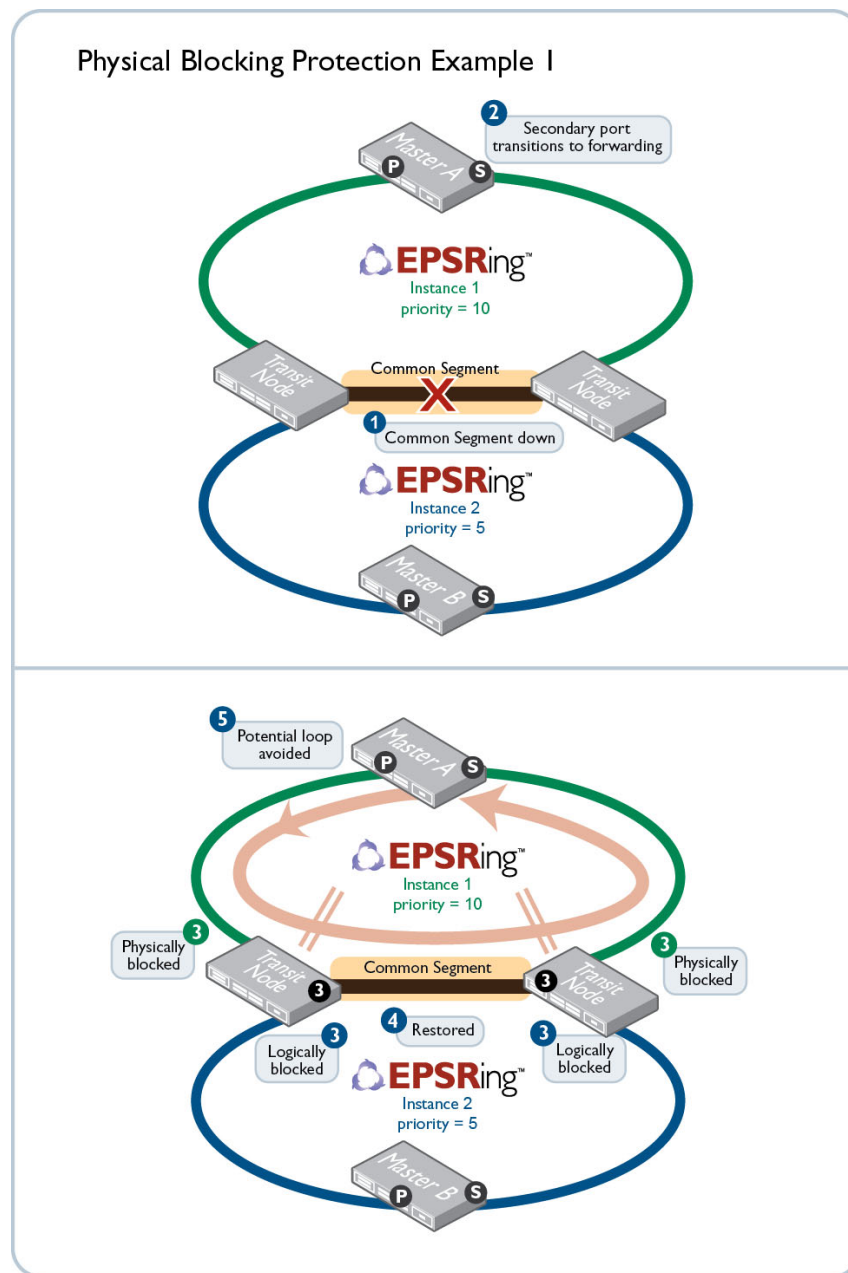 Physical Blocking Protection Example 1
2
Secondary port
transitions to forwarding
Master A
P
S
EPSRing™
Instance 1
priority = 10
Common Segment
Transit
Node
Transit
Node
X
1
Common Segment down
EPSRing™
Instance 2
priority = 5
Master B
P
S
5
Potential loop
avoided
Master A
P
S
EPSRing™
Instance 1
priority = 10
3
Physically
blocked
3
Physically
blocked
Common Segment
Transit
Node
3
3
Transit
Node
3
Logically
blocked
4
Restored
3
Logically
blocked
EPSRing™
Instance 2
priority = 5
Master B
P
S